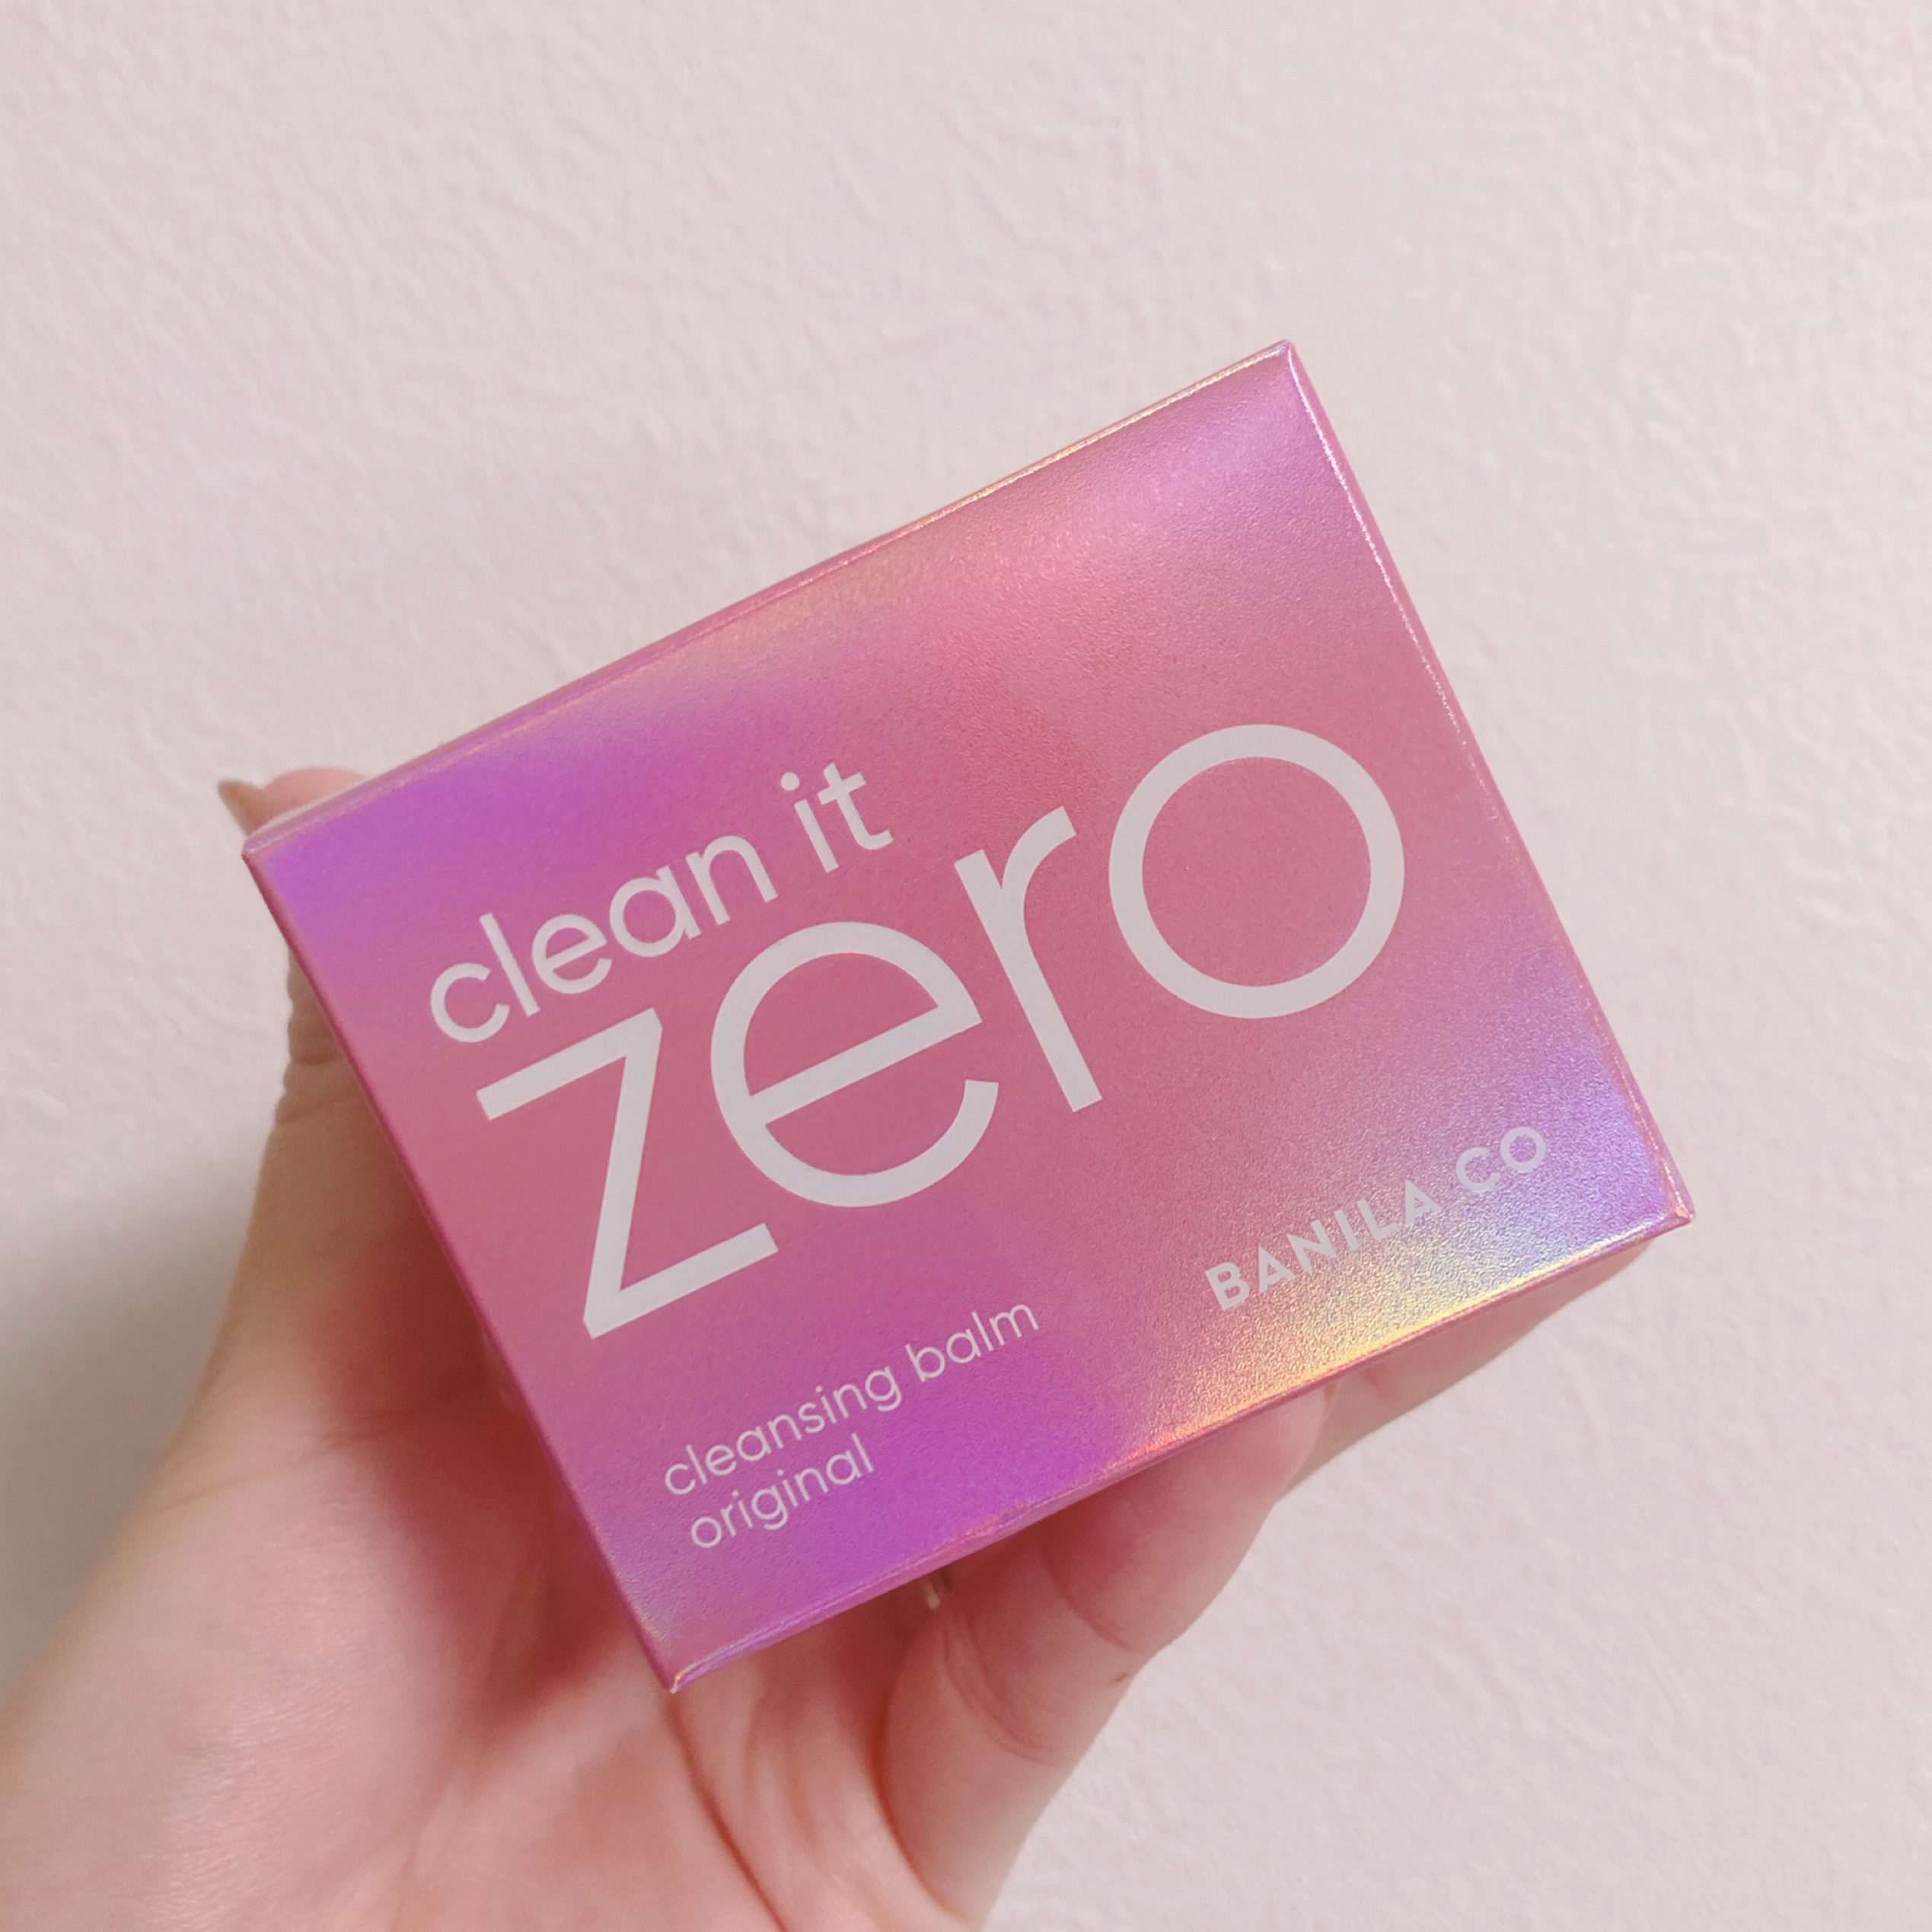 clean it
zero
cleansing balm
original
BANILA CO